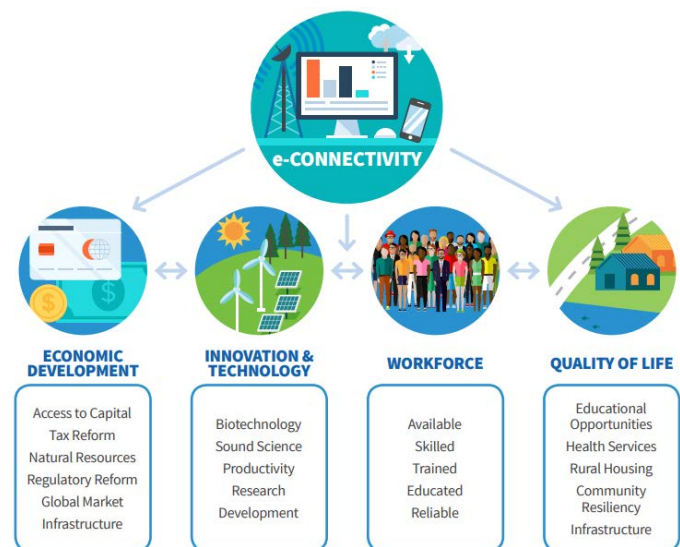 e-CONNECTIVITY
ECONOMIC
DEVELOPMENT
Access to Capital
Tax Reform
Natural Resources
Regulatory Reform
Global Market
Infrastructure
INNOVATION &
TECHNOLOGY
Biotechnology
Sound Science
Productivity
Research
Development
WORKFORCE
Available
Skilled
Trained
Educated
Reliable
QUALITY OF LIFE
Educational
Opportunities
Health Services
Rural Housing
Community
Resiliency
Infrastructure